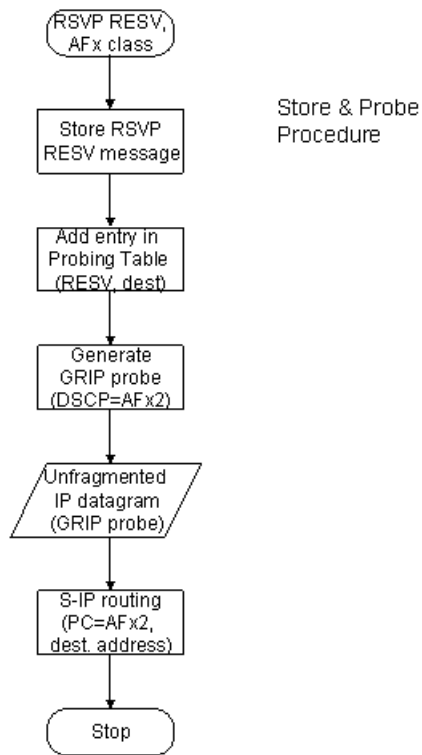 RSVP RESV,
AFx class
Store & Probe
Procedure
Store RSVP
RESV message
Add entry in
Probing Table
(RESV, dest)
Generate
GRIP probe
(DSCP=AFx2)
Unfragmented
IP datagram
(GRIP probe)
S-IP routing
(PC=AFx2,
dest. address)
Stop